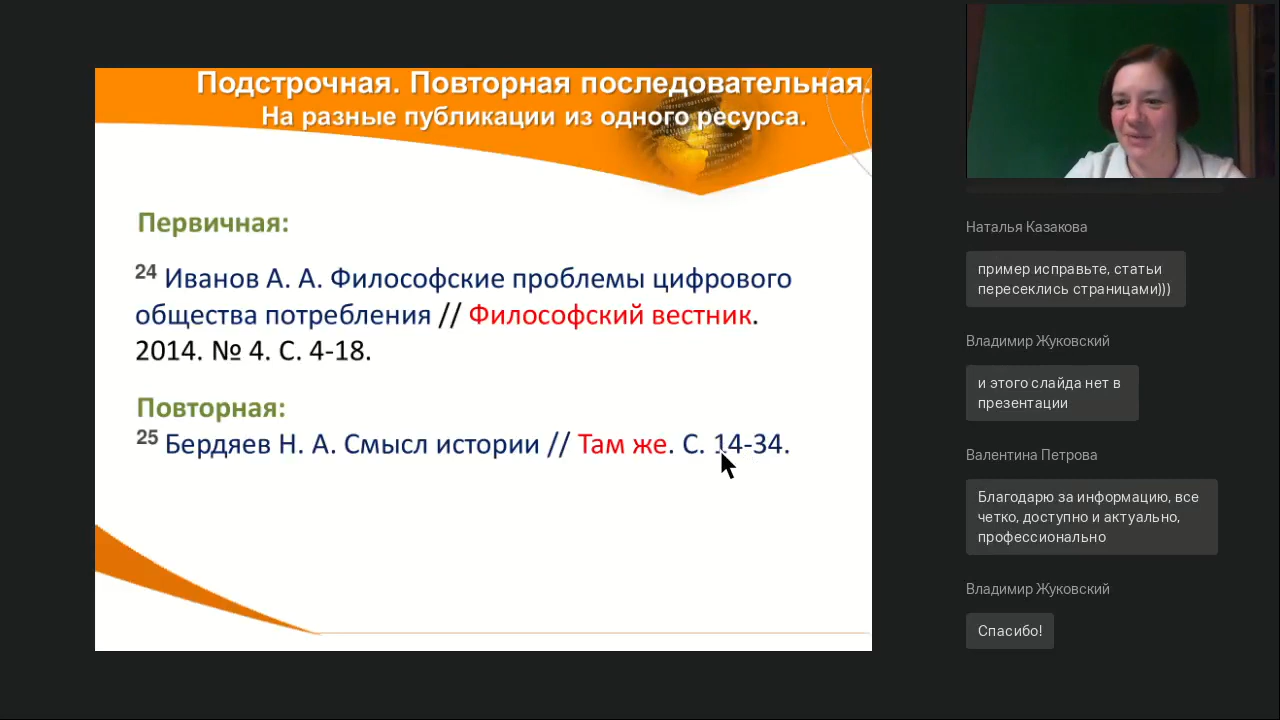 Подстрочная. Повторная последовательная.
На разные публикации из одного ресурса.
Первичная:
24 Иванов А. А. Философские проблемы цифрового
общества потребления // Философский вестник.
2014. № 4. С. 4-18.
Повторная:
25 Бердяев Н. А. Смысл истории // Там же. С. 14-34.
Наталья Казакова
пример исправьте, статьи
пересеклись страницами)))
Владимир Жуковский
и этого слайда нет в
презентации
Валентина Петрова
Благодарю за информацию, все
четко, доступно и актуально,
профессионально
Владимир Жуковский
Спасибо!